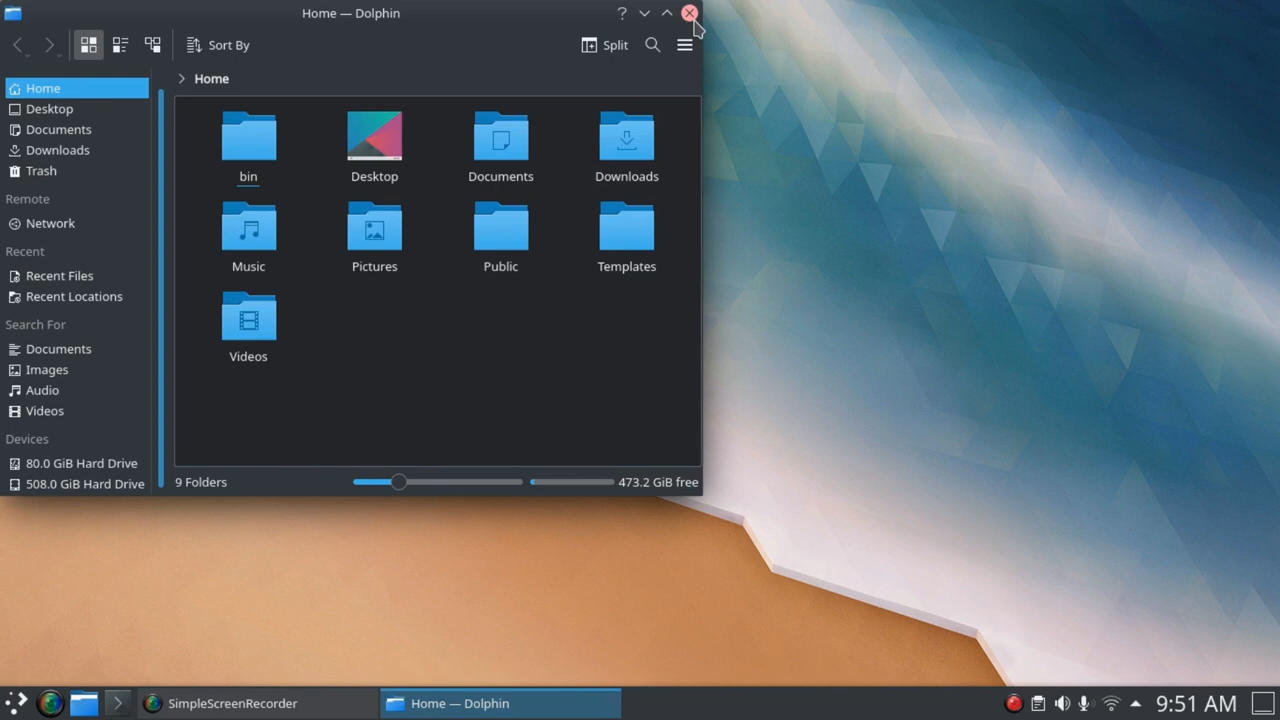 Home — Dolphin
Sort By
Split
Home
Home
Desktop
Documents
Downloads
Trash
Remote
Network
Recent
Recent Files
Recent Locations
Search For
Documents
Images
Audio
Videos
Devices
80.0 GiB Hard Drive
508.0 GiB Hard Drive
bin
Desktop
Documents
Downloads
Music
Pictures
Public
Templates
Videos
9 Folders
473.2 GiB free
SimpleScreenRecorder
Home — Dolphin
9:51 AM